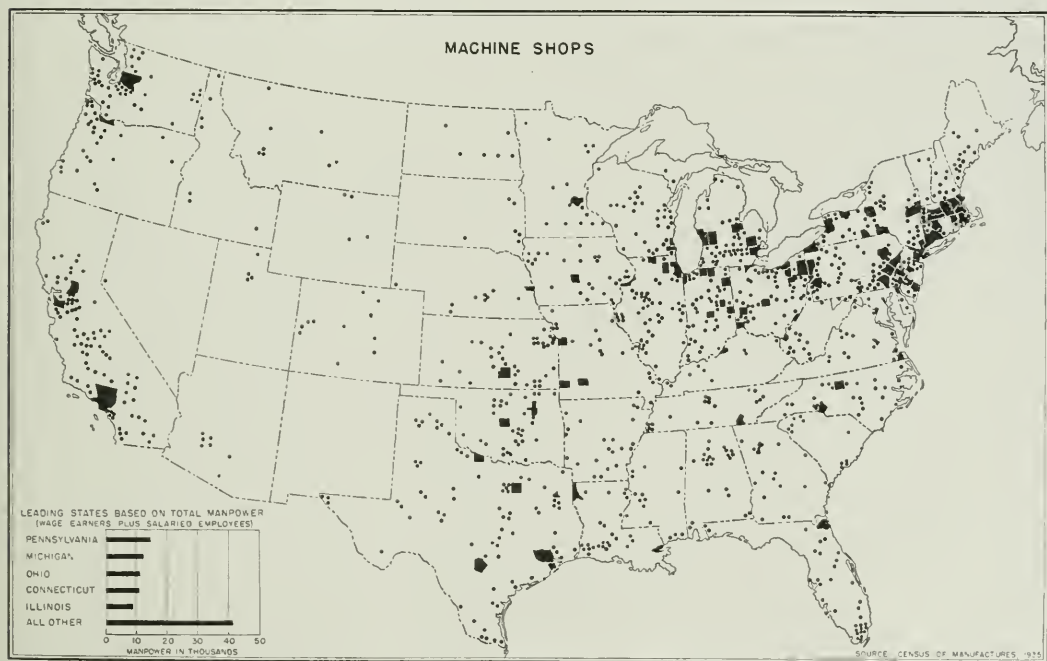 MACHINE SHOPS
LEADING STATES BASED ON TOTAL MANPOWER
(WAGE EARNERS PLUS SALARIED EMPLOYEES)
PENNSYLVANIA
MICHIGAN
OHIO
CONNECTICUT
ILLINOIS
ALL OTHER
0 10 20 30 40 50
MANPOWER IN THOUSANDS
SOURCE CENSUS OF MANUFACTURES, 1935